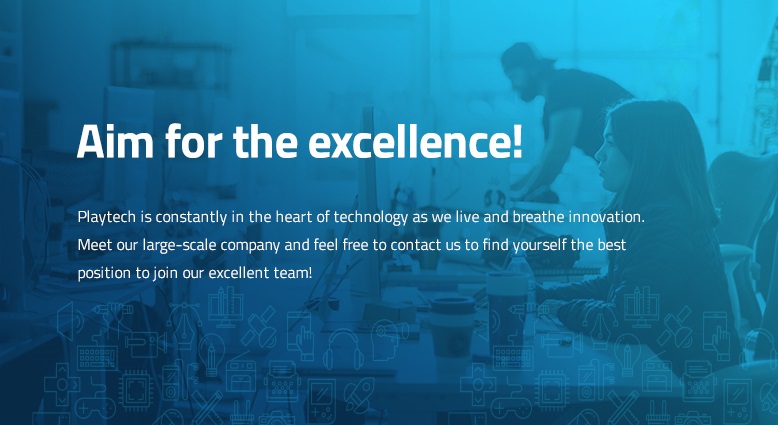 Aim for the excellence!
Playtech is constantly in the heart of technology as we live and breathe innovation.
Meet our large-scale company and feel free to contact us to find yourself the best
position to join our excellent team!